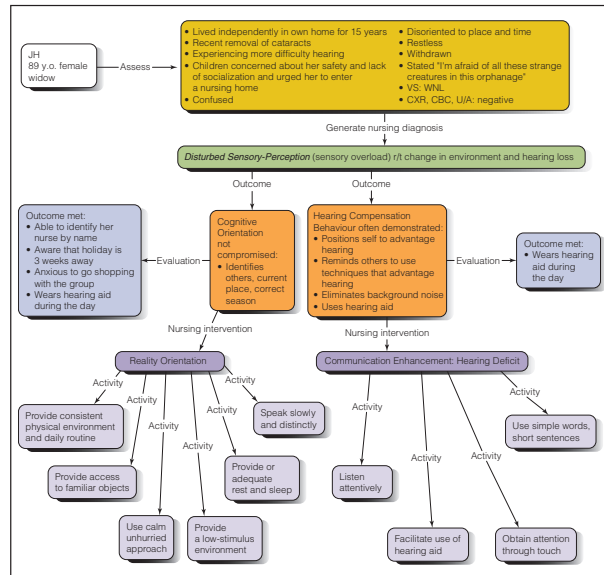 JH
89 y.o. female
widow
Assess
• Lived independently in own home for 15 years
• Recent removal of cataracts
• Experiencing more difficulty hearing
• Children concerned about her safety and lack
of socialization and urged her to enter
a nursing home
• Confused
• Disoriented to place and time
• Restless
• Withdrawn
• Stated "I'm afraid of all these strange
creatures in this orphanage"
• VS: WNL
• CXR, CBC, U/A: negative
Generate nursing diagnosis
Disturbed Sensory-Perception (sensory overload) r/t change in environment and hearing loss
Outcome
Outcome
Outcome met:
• Able to identify her
nurse by name
• Aware that holiday is
3 weeks away
• Anxious to go shopping
with the group
• Wears hearing aid
during the day
Evaluation
Cognitive
Orientation
not
compromised:
• Identifies
others, current
place, correct
season
Hearing Compensation
Behaviour often demonstrated:
• Positions self to advantage
hearing
• Reminds others to use
techniques that advantage
hearing
• Eliminates background noise
• Uses hearing aid
Evaluation
Outcome met:
• Wears hearing
aid during
the day
Nursing intervention
Nursing intervention
Reality Orientation
Communication Enhancement: Hearing Deficit
Activity
Activity
Activity
Activity
Activity
Activity
Activity
Activity
Activity
Activity
Provide consistent
physical environment
and daily routine
Speak slowly
and distinctly
Use simple words,
short sentences
Provide access
to familiar objects
Provide or
adequate
rest and sleep
Listen
attentively
Use calm
unhurried
approach
Provide
a low-stimulus
environment
Facilitate use of
hearing aid
Obtain attention
through touch